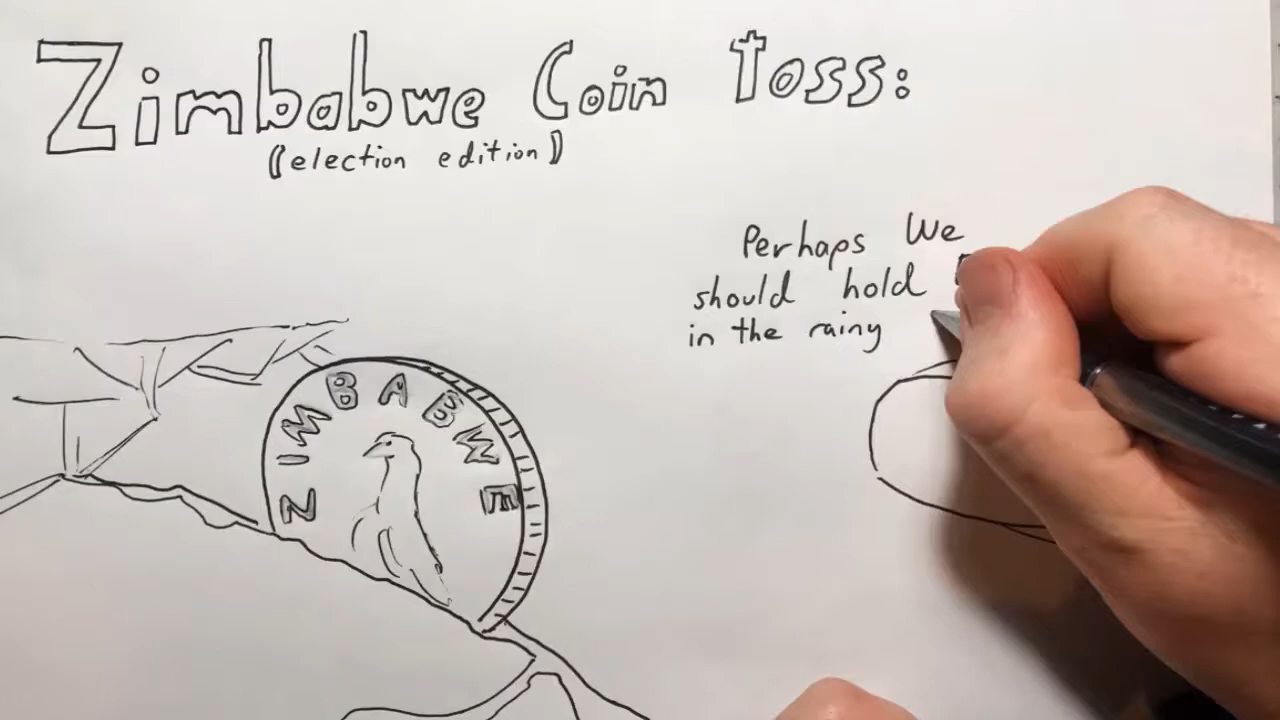 Zimbabwe Coin Toss:
(election edition)
Perhaps We
should hold
in the rainy
ZIMBABWE